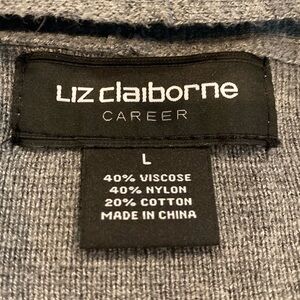 Liz claiborne
CAREER
L
40% VISCOSE
40% NYLON
20% COTTON
MADE IN CHINA